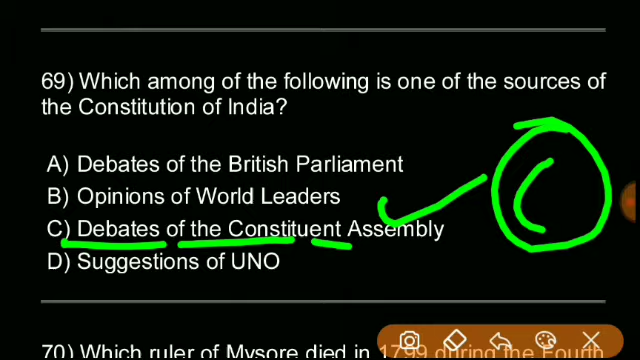 69) Which among of the following is one of the sources of
the Constitution of India?
A) Debates of the British Parliament
B) Opinions of World Leaders
C) Debates of the Constituent Assembly
C
D) Suggestions of UNO
70) Which ruler of Mysore died in 1799 during the Fourth